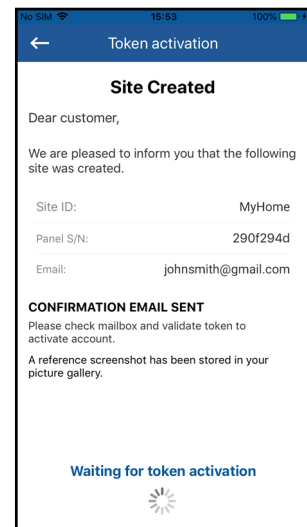 No SIM 15:53 100%
Token activation
Site Created
Dear customer,
We are pleased to inform you that the following
site was created.
Site ID: MyHome
Panel S/N: 290f294d
Email: johnsmith@gmail.com
CONFIRMATION EMAIL SENT
Please check mailbox and validate token to
activate account.
A reference screenshot has been stored in your
picture gallery.
Waiting for token activation